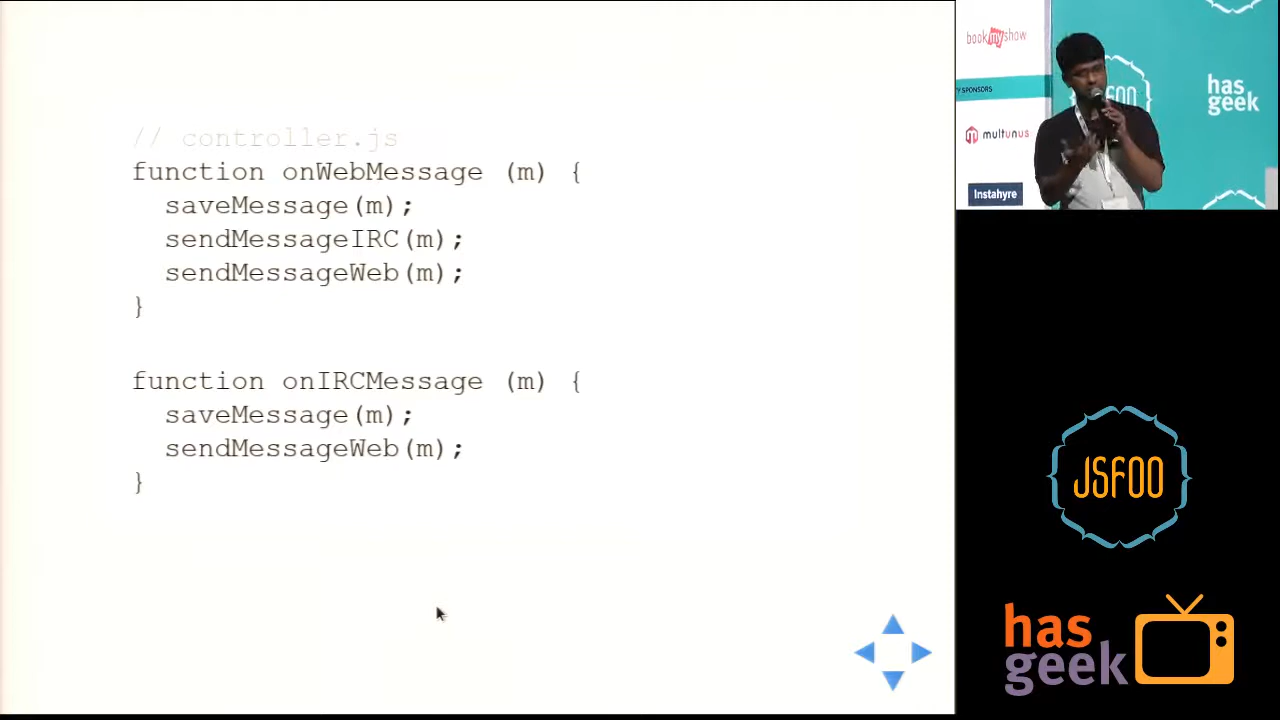 // controller.js
function onWebMessage (m) {
saveMessage(m);
sendMessageIRC(m);
sendMessageWeb(m);
}
function onIRCMessage (m) {
saveMessage(m);
sendMessageWeb(m);
}
bookmyshow
SPONSORS
multunus
Instahyre
has
geek
JSFOO
has
geek